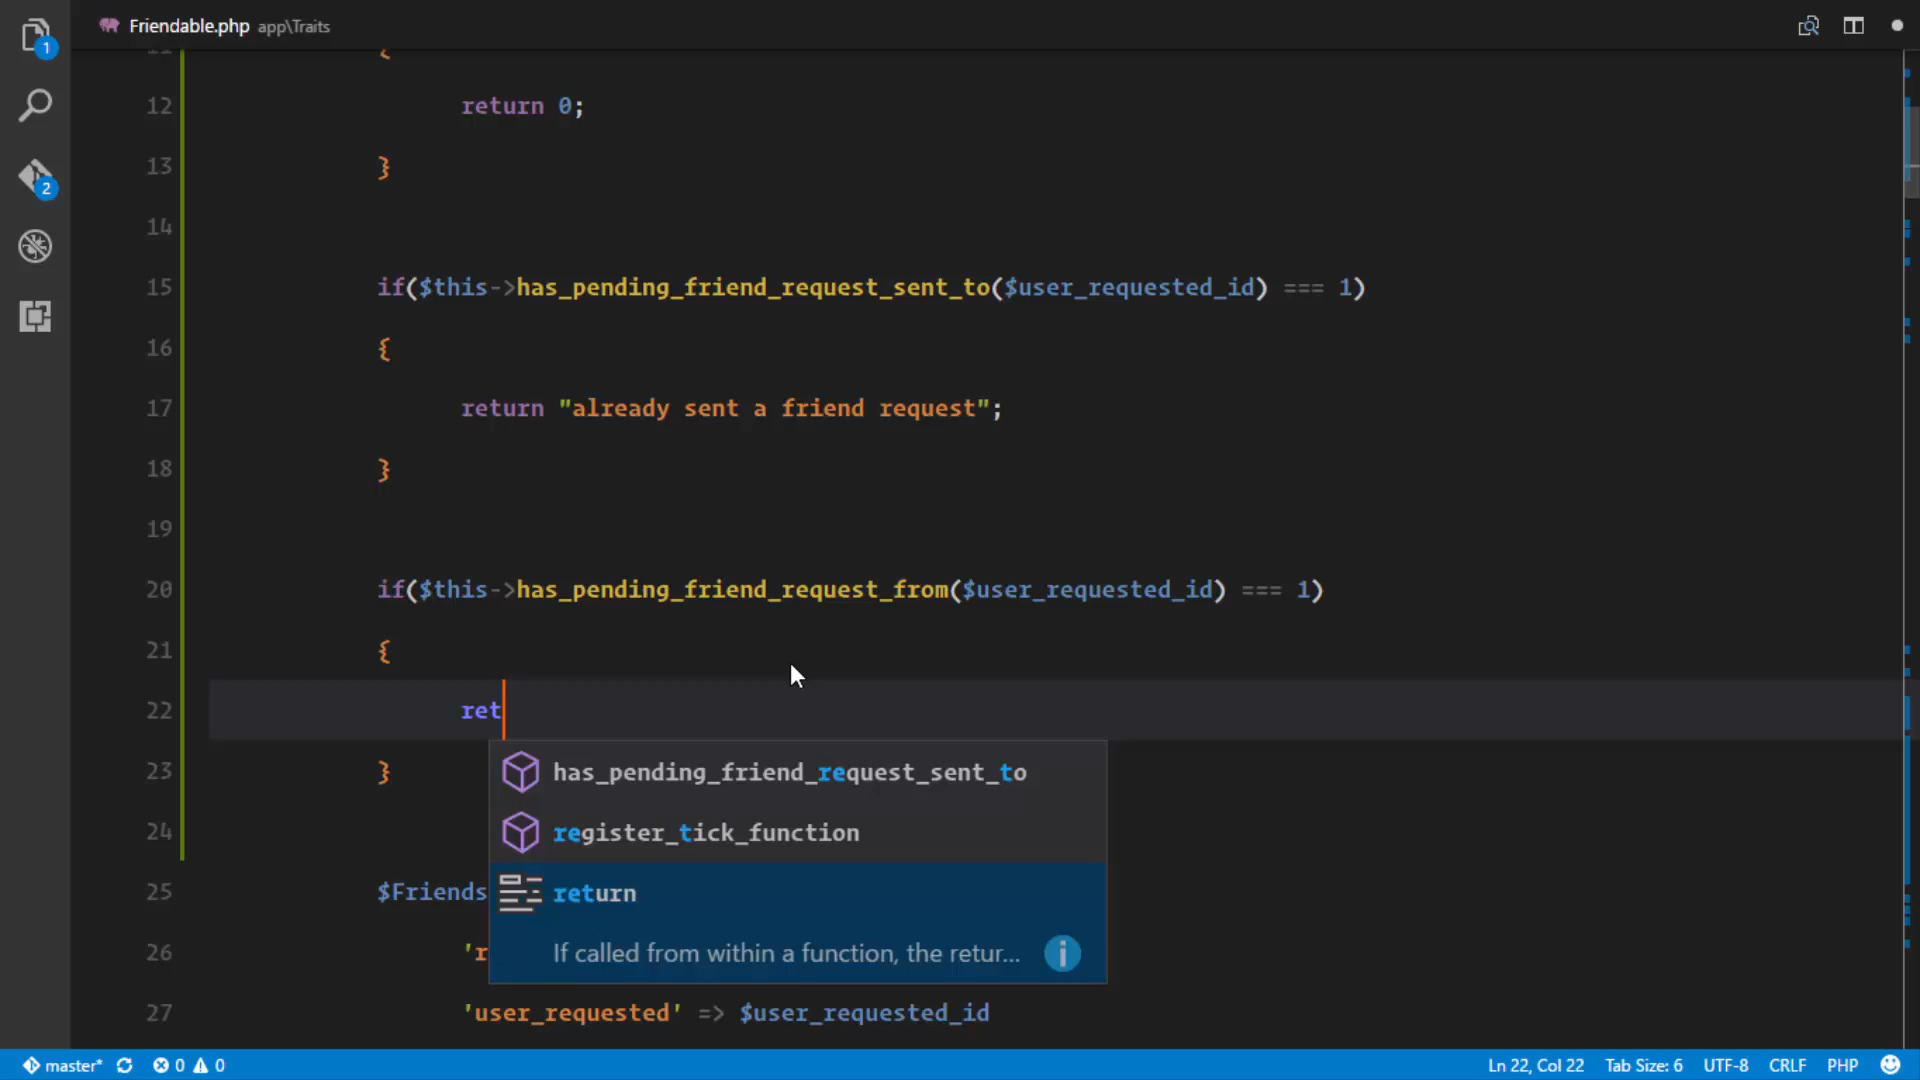 Friendable.php app\Traits
1
12 return 0;
13 }
14
15 if($this->has_pending_friend_request_sent_to($user_requested_id) === 1)
16 {
17 return "already sent a friend request";
18 }
19
20 if($this->has_pending_friend_request_from($user_requested_id) === 1)
21 {
22 ret
23 }
24
25 $Friends
26 'r
27 'user_requested' => $user_requested_id
2
has_pending_friend_request_sent_to
register_tick_function
return
If called from within a function, the retur...
master* 0 0 Ln 22, Col 22 Tab Size: 6 UTF-8 CRLF PHP